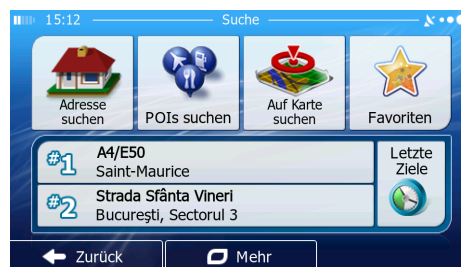 15:12
Suche
Adresse
suchen
POIs suchen
Auf Karte
suchen
Favoriten
#1
A4/E50
Saint-Maurice
#2
Strada Sfânta Vineri
Bucureşti, Sectorul 3
Letzte
Ziele
Zurück
Mehr